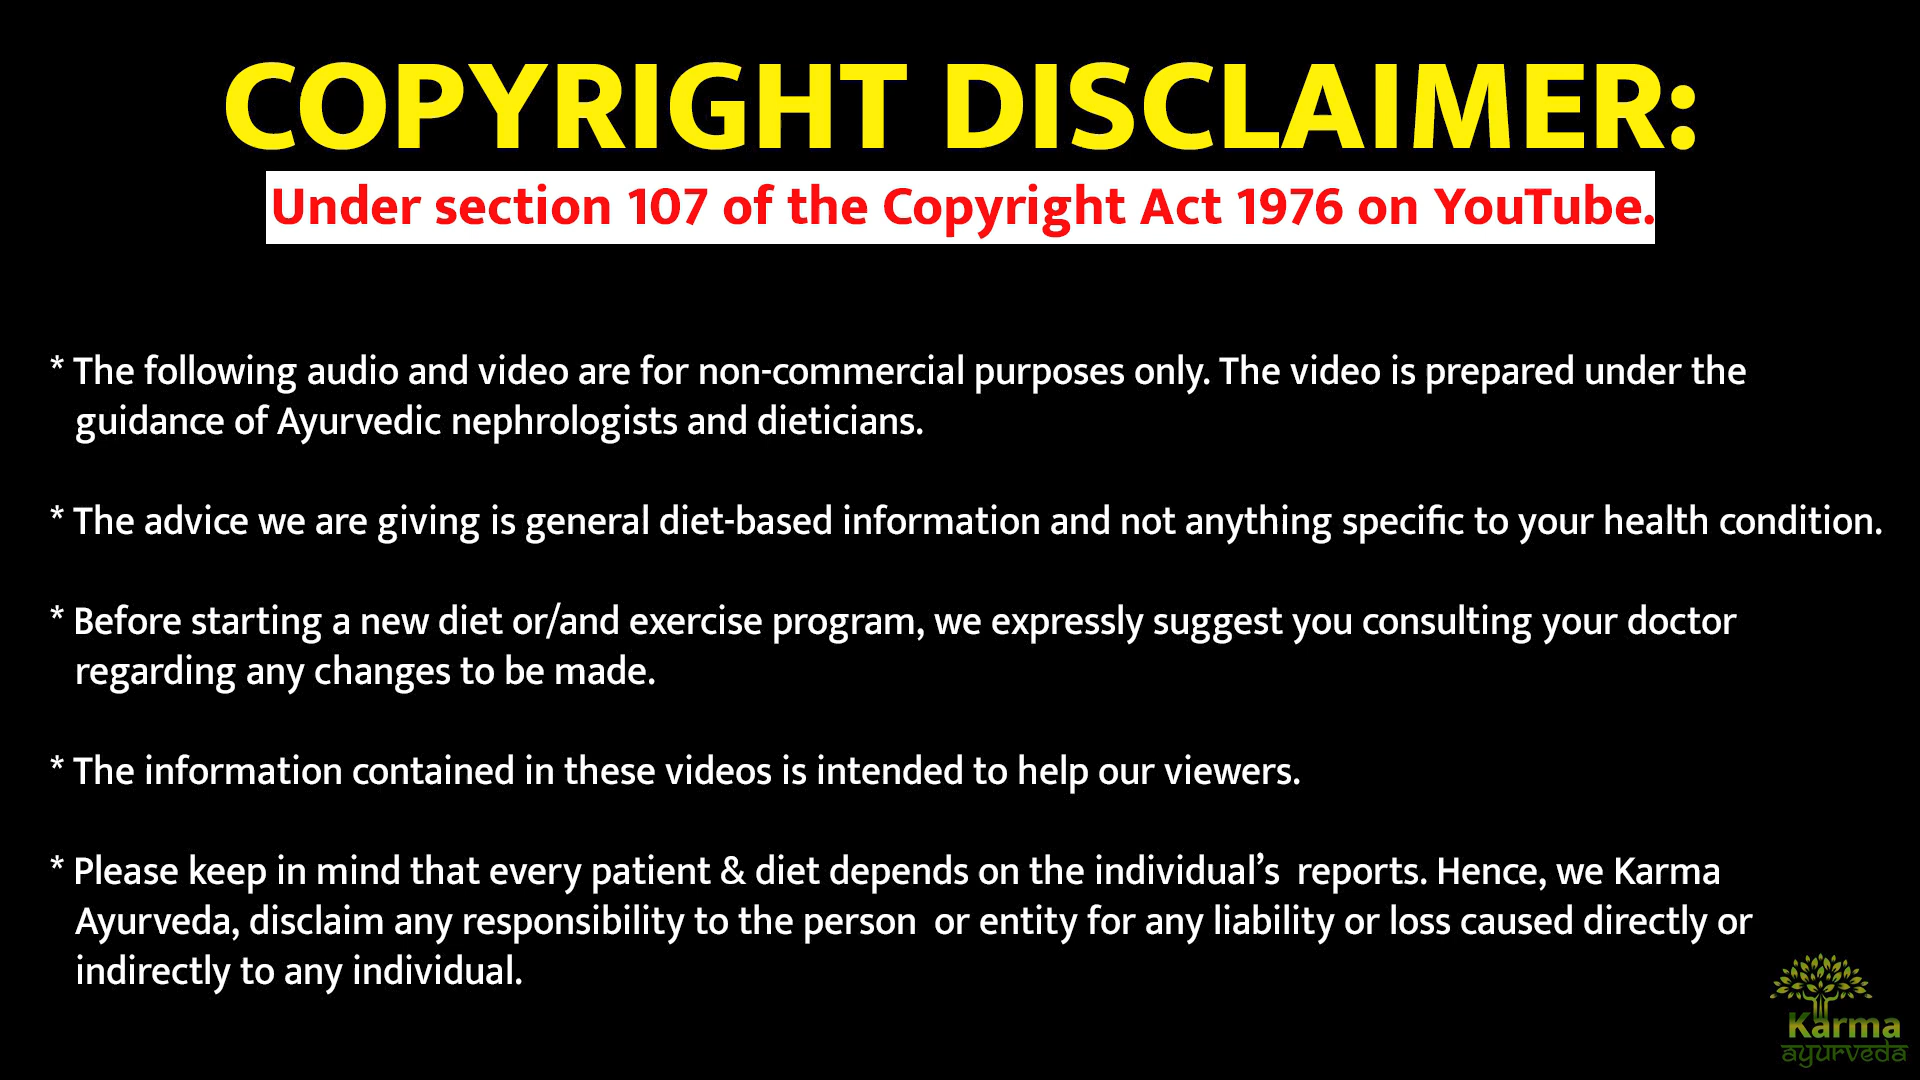 COPYRIGHT DISCLAIMER:
Under section 107 of the Copyright Act 1976 on YouTube.
* The following audio and video are for non-commercial purposes only. The video is prepared under the
guidance of Ayurvedic nephrologists and dieticians.
* The advice we are giving is general diet-based information and not anything specific to your health condition.
* Before starting a new diet or/and exercise program, we expressly suggest you consulting your doctor
regarding any changes to be made.
* The information contained in these videos is intended to help our viewers.
* Please keep in mind that every patient & diet depends on the individual’s  reports. Hence, we Karma
Ayurveda, disclaim any responsibility to the person  or entity for any liability or loss caused directly or
indirectly to any individual.
Karma
ayurveda